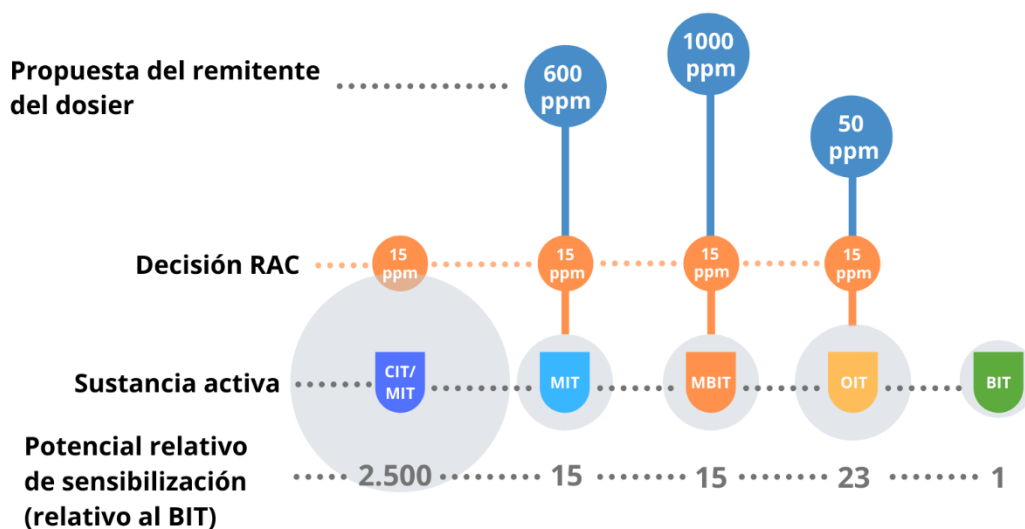 Propuesta del remitente
del dosier
600
ppm
1000
ppm
50
ppm
Decisión RAC
15
ppm
15
ppm
15
ppm
15
ppm
Sustancia activa
CIT/
MIT
MIT
MBIT
OIT
BIT
Potencial relativo
de sensibilización
(relativo al BIT)
2.500
15
15
23
1